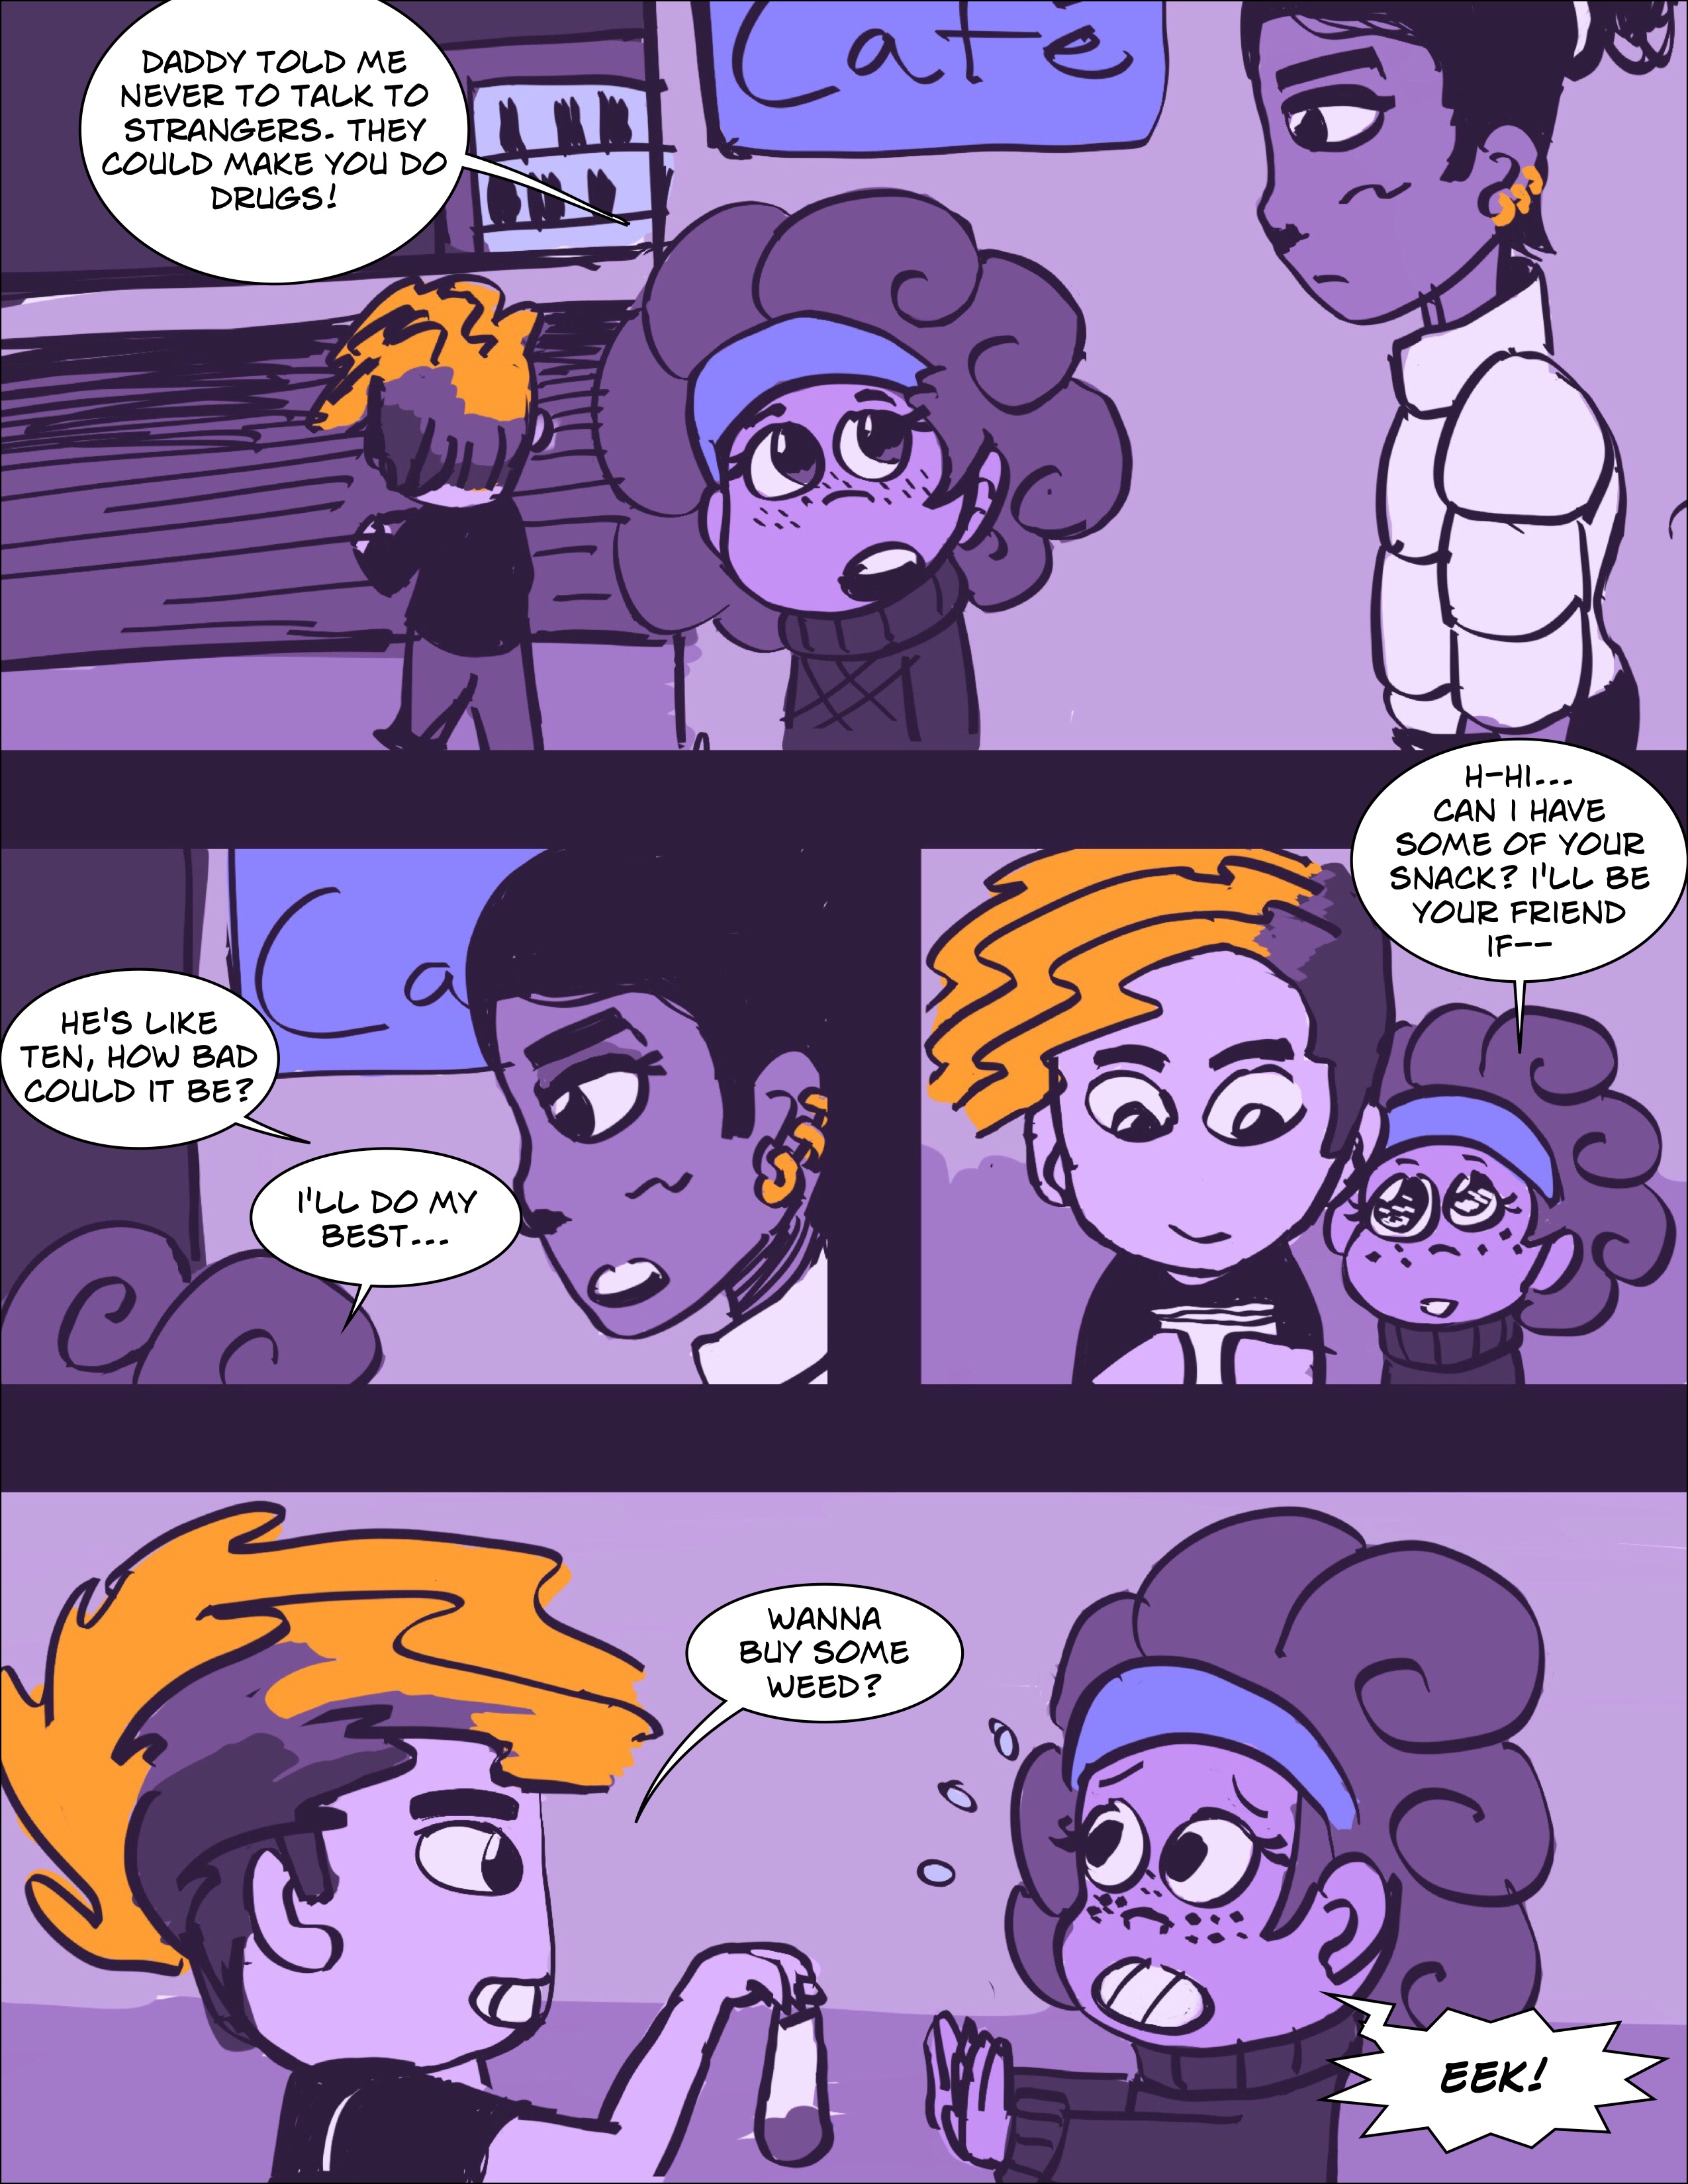 DADDY TOLD ME
NEVER TO TALK TO
STRANGERS. THEY
COULD MAKE YOU DO
DRUGS!
Cafe
HE'S LIKE
TEN, HOW BAD
COULD IT BE?
Ca
I'LL DO MY
BEST...
H-HI...
CAN I HAVE
SOME OF YOUR
SNACK? I'LL BE
YOUR FRIEND
IF--
WANNA
BUY SOME
WEED?
EEK!